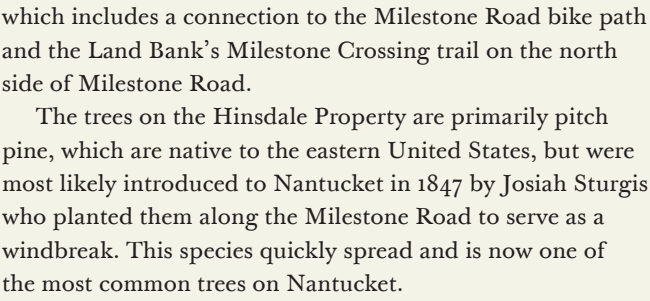 which includes a connection to the Milestone Road bike path
and the Land Bank’s Milestone Crossing trail on the north
side of Milestone Road.
The trees on the Hinsdale Property are primarily pitch
pine, which are native to the eastern United States, but were
most likely introduced to Nantucket in 1847 by Josiah Sturgis
who planted them along the Milestone Road to serve as a
windbreak. This species quickly spread and is now one of
the most common trees on Nantucket.